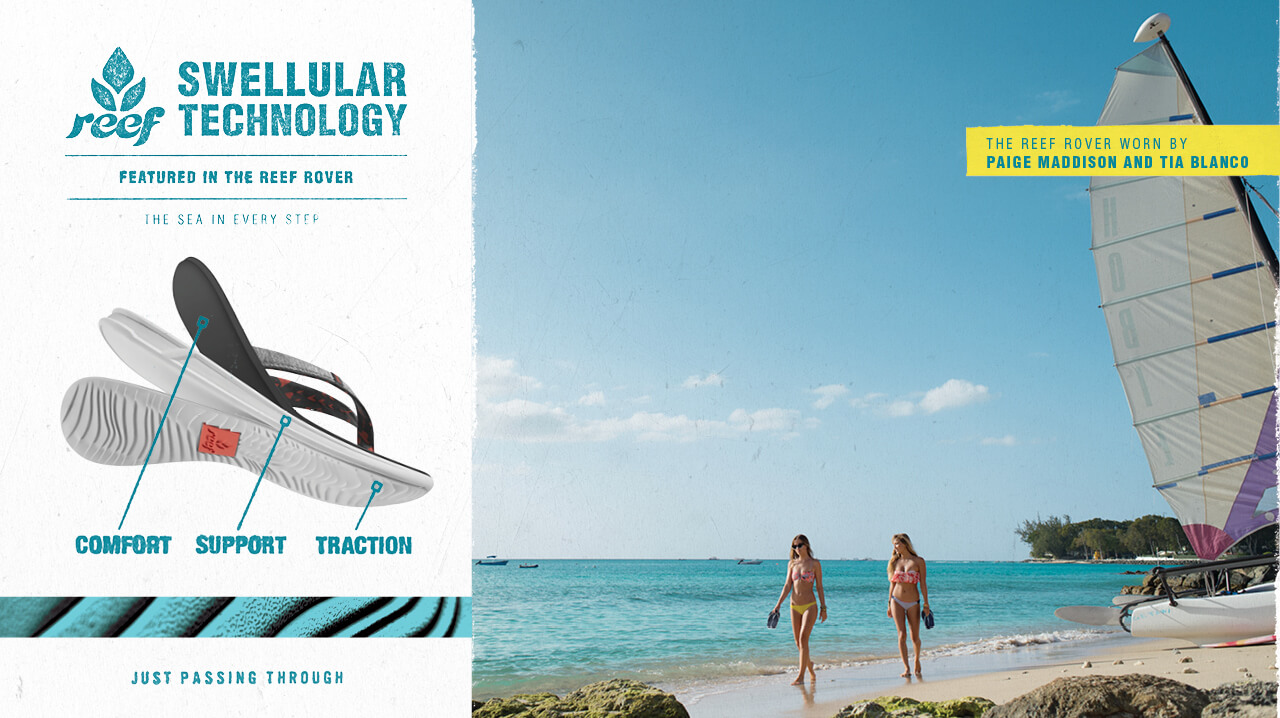 reef
SWELLULAR
TECHNOLOGY
FEATURED IN THE REEF ROVER
THE SEA IN EVERY STEP
COMFORT SUPPORT TRACTION
JUST PASSING THROUGH
THE REEF ROVER WORN BY
PAIGE MADDISON AND TIA BLANCO
HOBIE